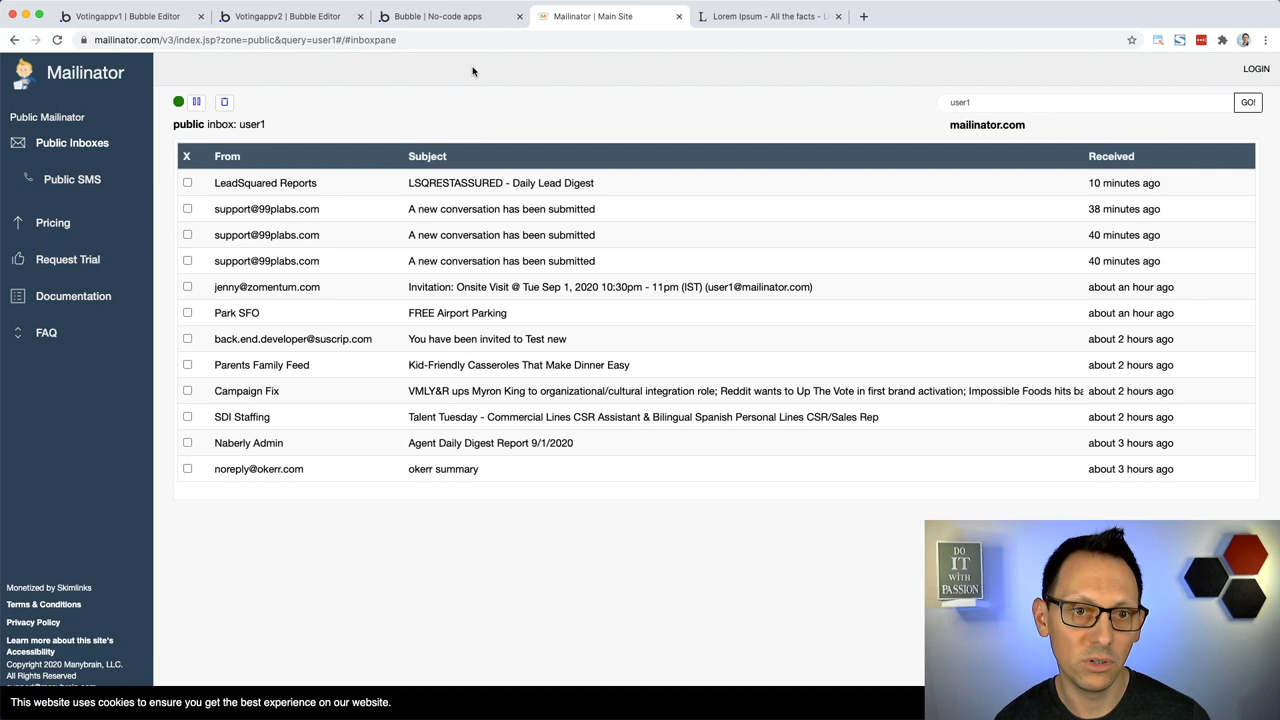 Votingappv1 | Bubble Editor
Votingappv2 | Bubble Editor
Bubble | No-code apps
Mailinator | Main Site
Lorem Ipsum - All the facts - Li
mailinator.com/v3/index.jsp?zone=public&query=user1#/#inboxpane
Mailinator
LOGIN
Public Mailinator
Public Inboxes
Public SMS
Pricing
Request Trial
Documentation
FAQ
public inbox: user1
user1
GO!
mailinator.com
X From Subject Received
LeadSquared Reports LSQRESTASSURED - Daily Lead Digest 10 minutes ago
support@99plabs.com A new conversation has been submitted 38 minutes ago
support@99plabs.com A new conversation has been submitted 40 minutes ago
support@99plabs.com A new conversation has been submitted 40 minutes ago
jenny@zomentum.com Invitation: Onsite Visit @ Tue Sep 1, 2020 10:30pm - 11pm (IST) (user1@mailinator.com) about an hour ago
Park SFO FREE Airport Parking about an hour ago
back.end.developer@suscrip.com You have been invited to Test new about 2 hours ago
Parents Family Feed Kid-Friendly Casseroles That Make Dinner Easy about 2 hours ago
Campaign Fix VMLY&R ups Myron King to organizational/cultural integration role; Reddit wants to Up The Vote in first brand activation; Impossible Foods hits ba about 2 hours ago
SDI Staffing Talent Tuesday - Commercial Lines CSR Assistant & Bilingual Spanish Personal Lines CSR/Sales Rep about 2 hours ago
Naberly Admin Agent Daily Digest Report 9/1/2020 about 3 hours ago
noreply@okerr.com okerr summary about 3 hours ago
Monetized by Skimlinks
Terms & Conditions
Privacy Policy
Learn more about this site's
Accessibility
Copyright 2020 Manybrain, LLC.
All Rights Reserved
This website uses cookies to ensure you get the best experience on our website.
DO
IT
WITH
PASSION